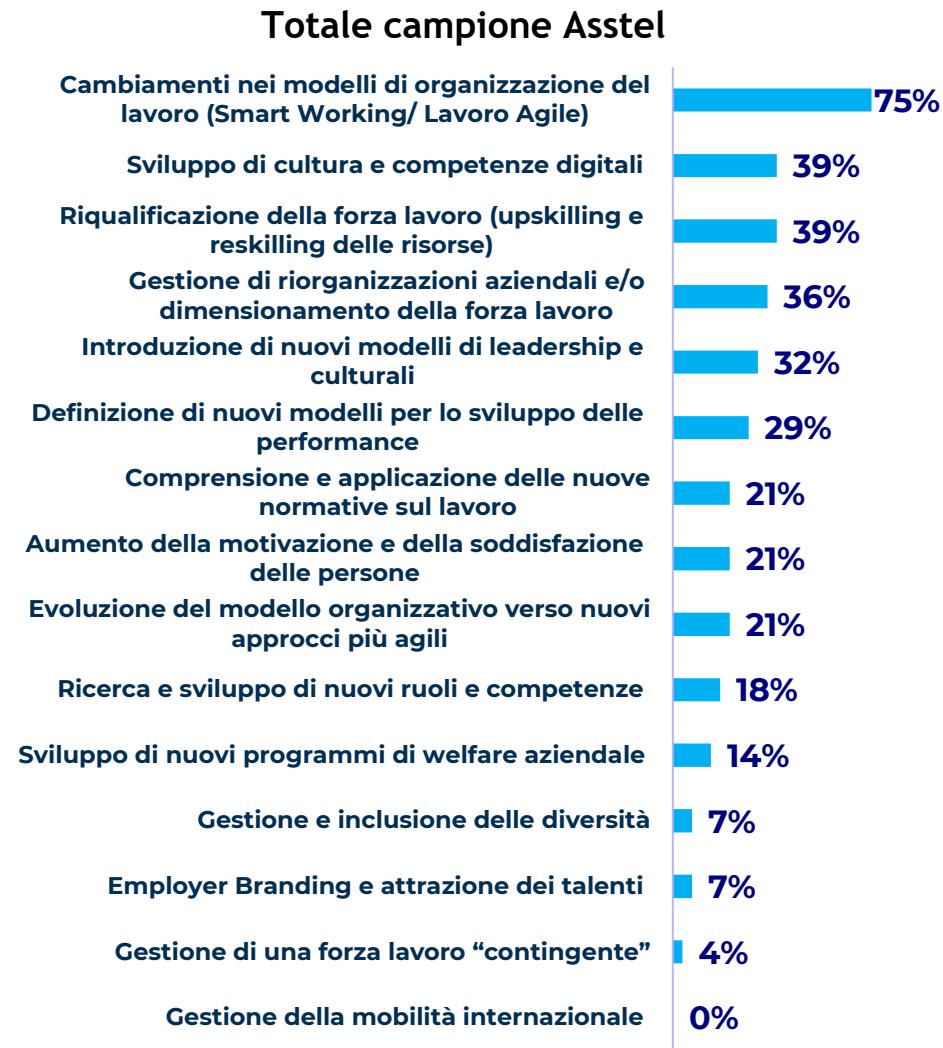 Totale campione Asstel
Cambiamenti nei modelli di organizzazione del
lavoro (Smart Working/ Lavoro Agile)
75%
Sviluppo di cultura e competenze digitali
39%
Riqualificazione della forza lavoro (upskilling e
reskilling delle risorse)
39%
Gestione di riorganizzazioni aziendali e/o
dimensionamento della forza lavoro
36%
Introduzione di nuovi modelli di leadership e
culturali
32%
Definizione di nuovi modelli per lo sviluppo delle
performance
29%
Comprensione e applicazione delle nuove
normative sul lavoro
21%
Aumento della motivazione e della soddisfazione
delle persone
21%
Evoluzione del modello organizzativo verso nuovi
approcci più agili
21%
Ricerca e sviluppo di nuovi ruoli e competenze
18%
Sviluppo di nuovi programmi di welfare aziendale
14%
Gestione e inclusione delle diversità
7%
Employer Branding e attrazione dei talenti
7%
Gestione di una forza lavoro “contingente”
4%
Gestione della mobilità internazionale
0%